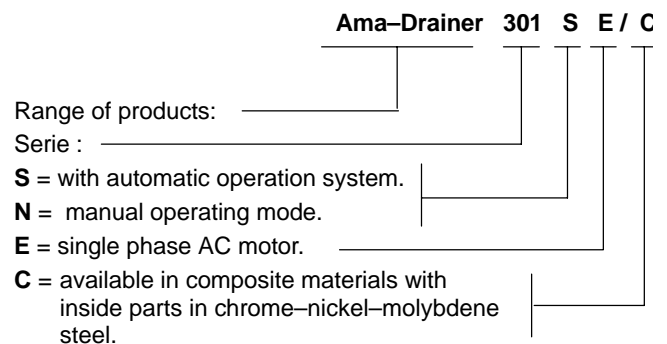 Ama–Drainer 301 S E / C
Range of products:
Serie :
S = with automatic operation system.
N = manual operating mode.
E = single phase AC motor.
C = available in composite materials with
inside parts in chrome–nickel–molybdene
steel.